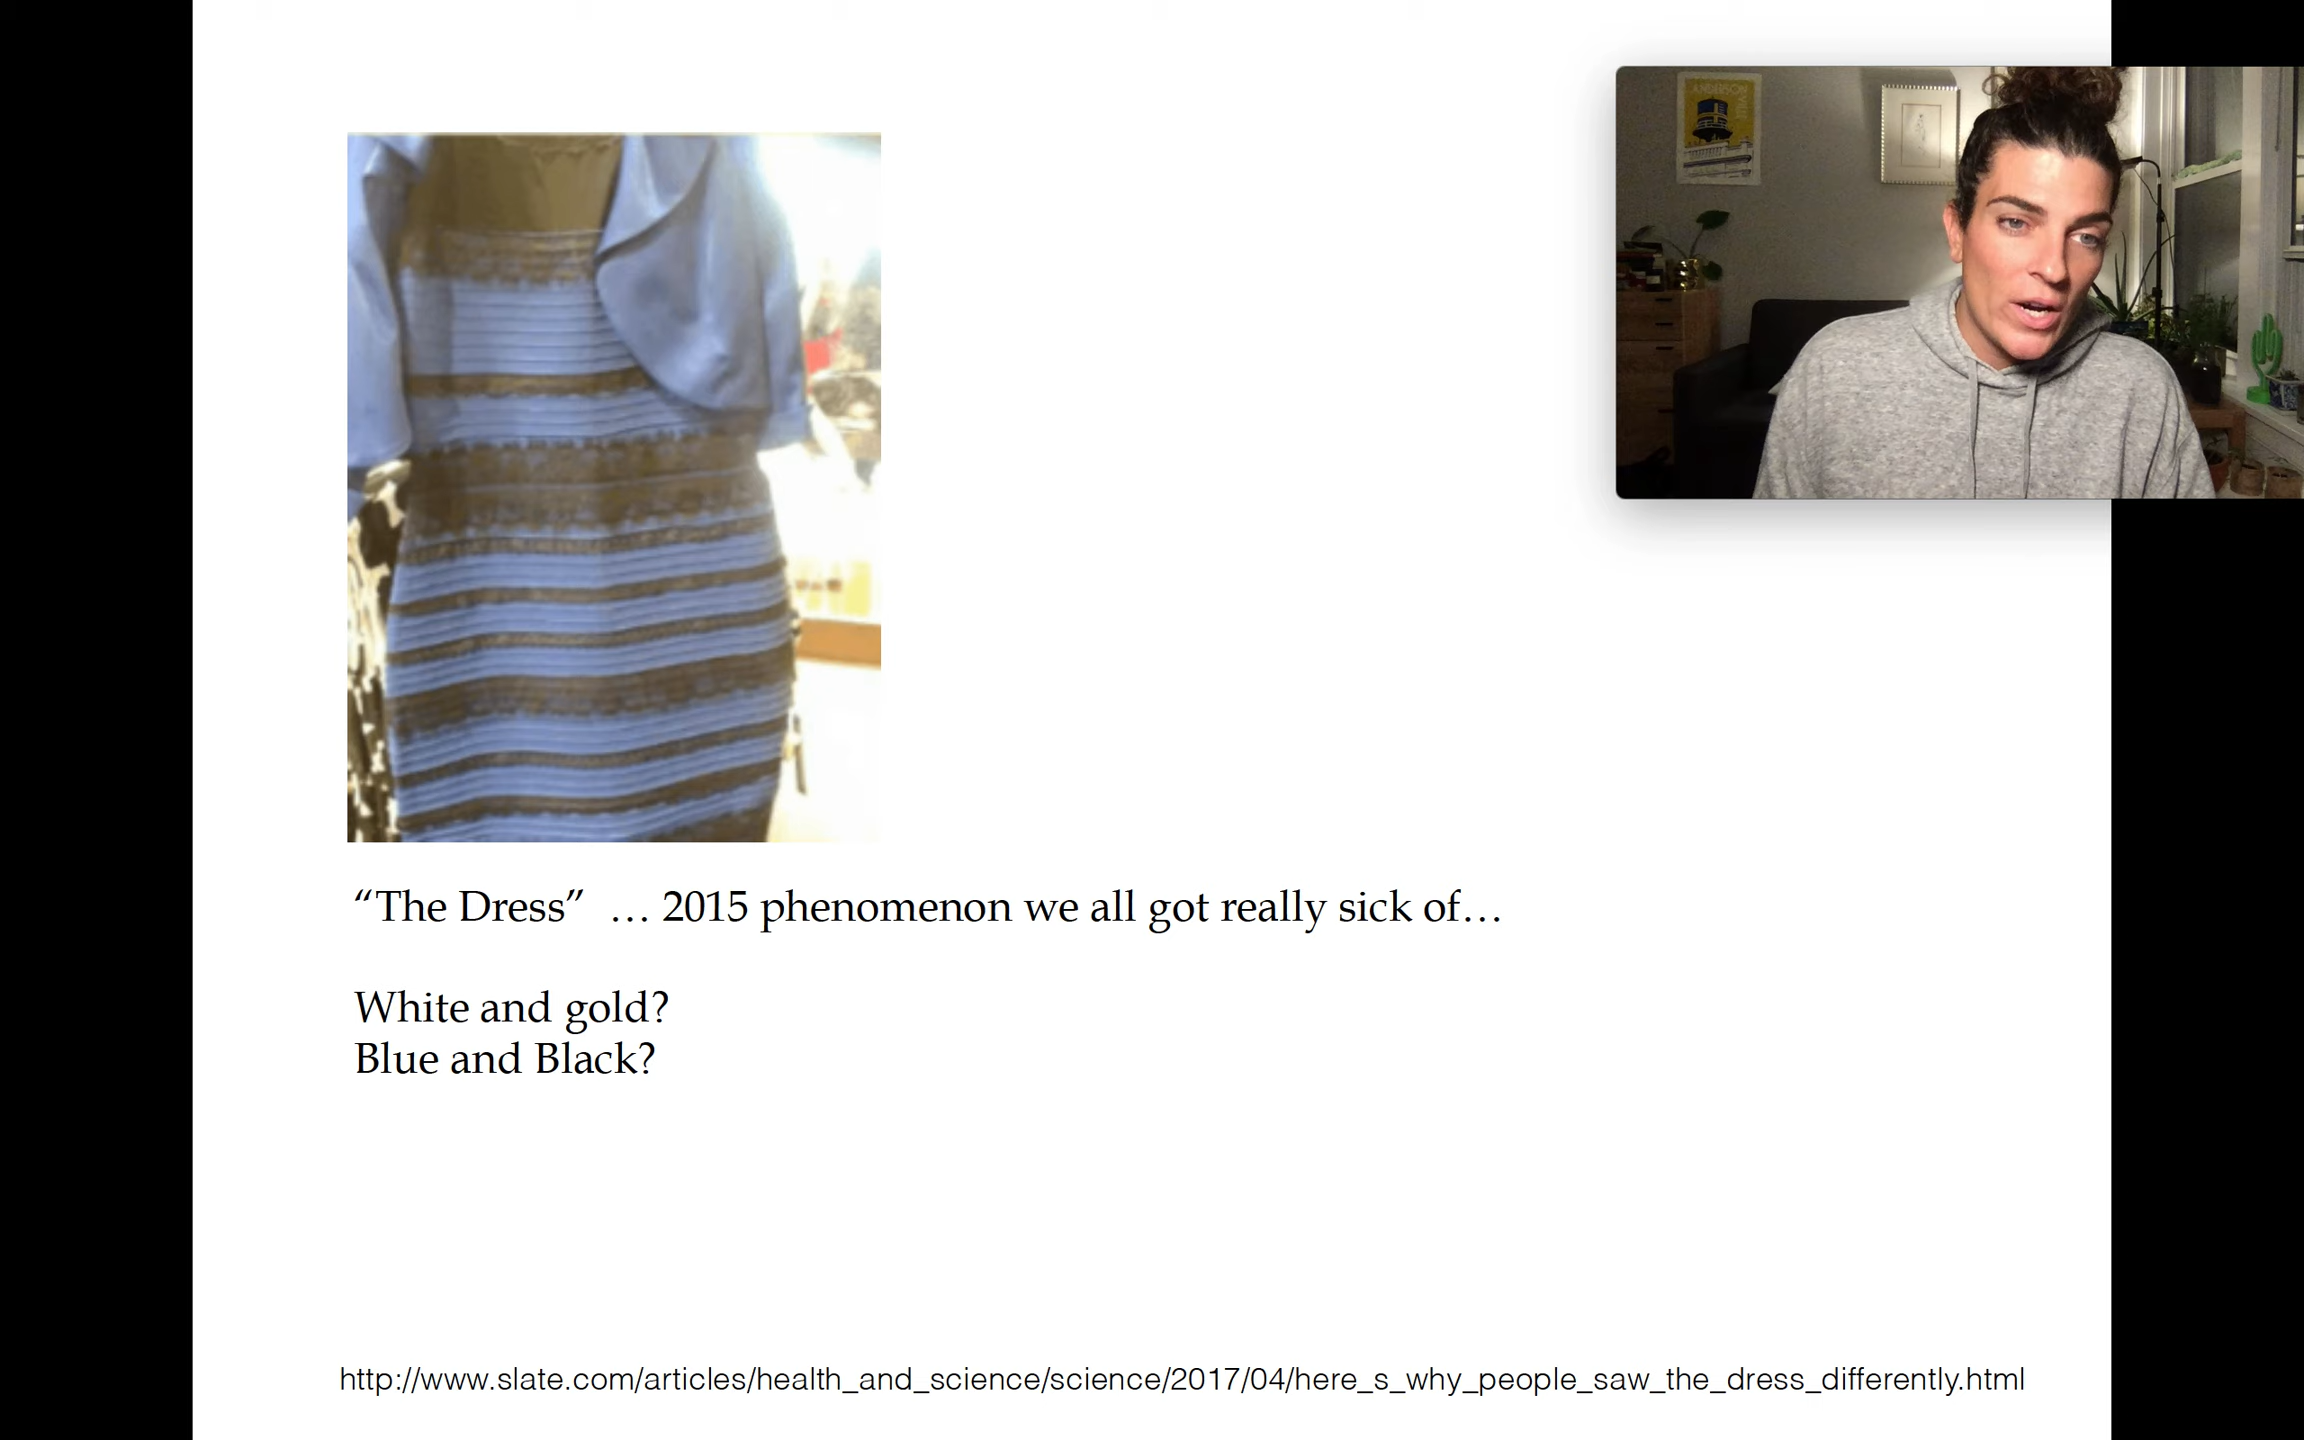 ANDERSON
“The Dress”  … 2015 phenomenon we all got really sick of…
White and gold?
Blue and Black?
http://www.slate.com/articles/health_and_science/science/2017/04/here_s_why_people_saw_the_dress_differently.html